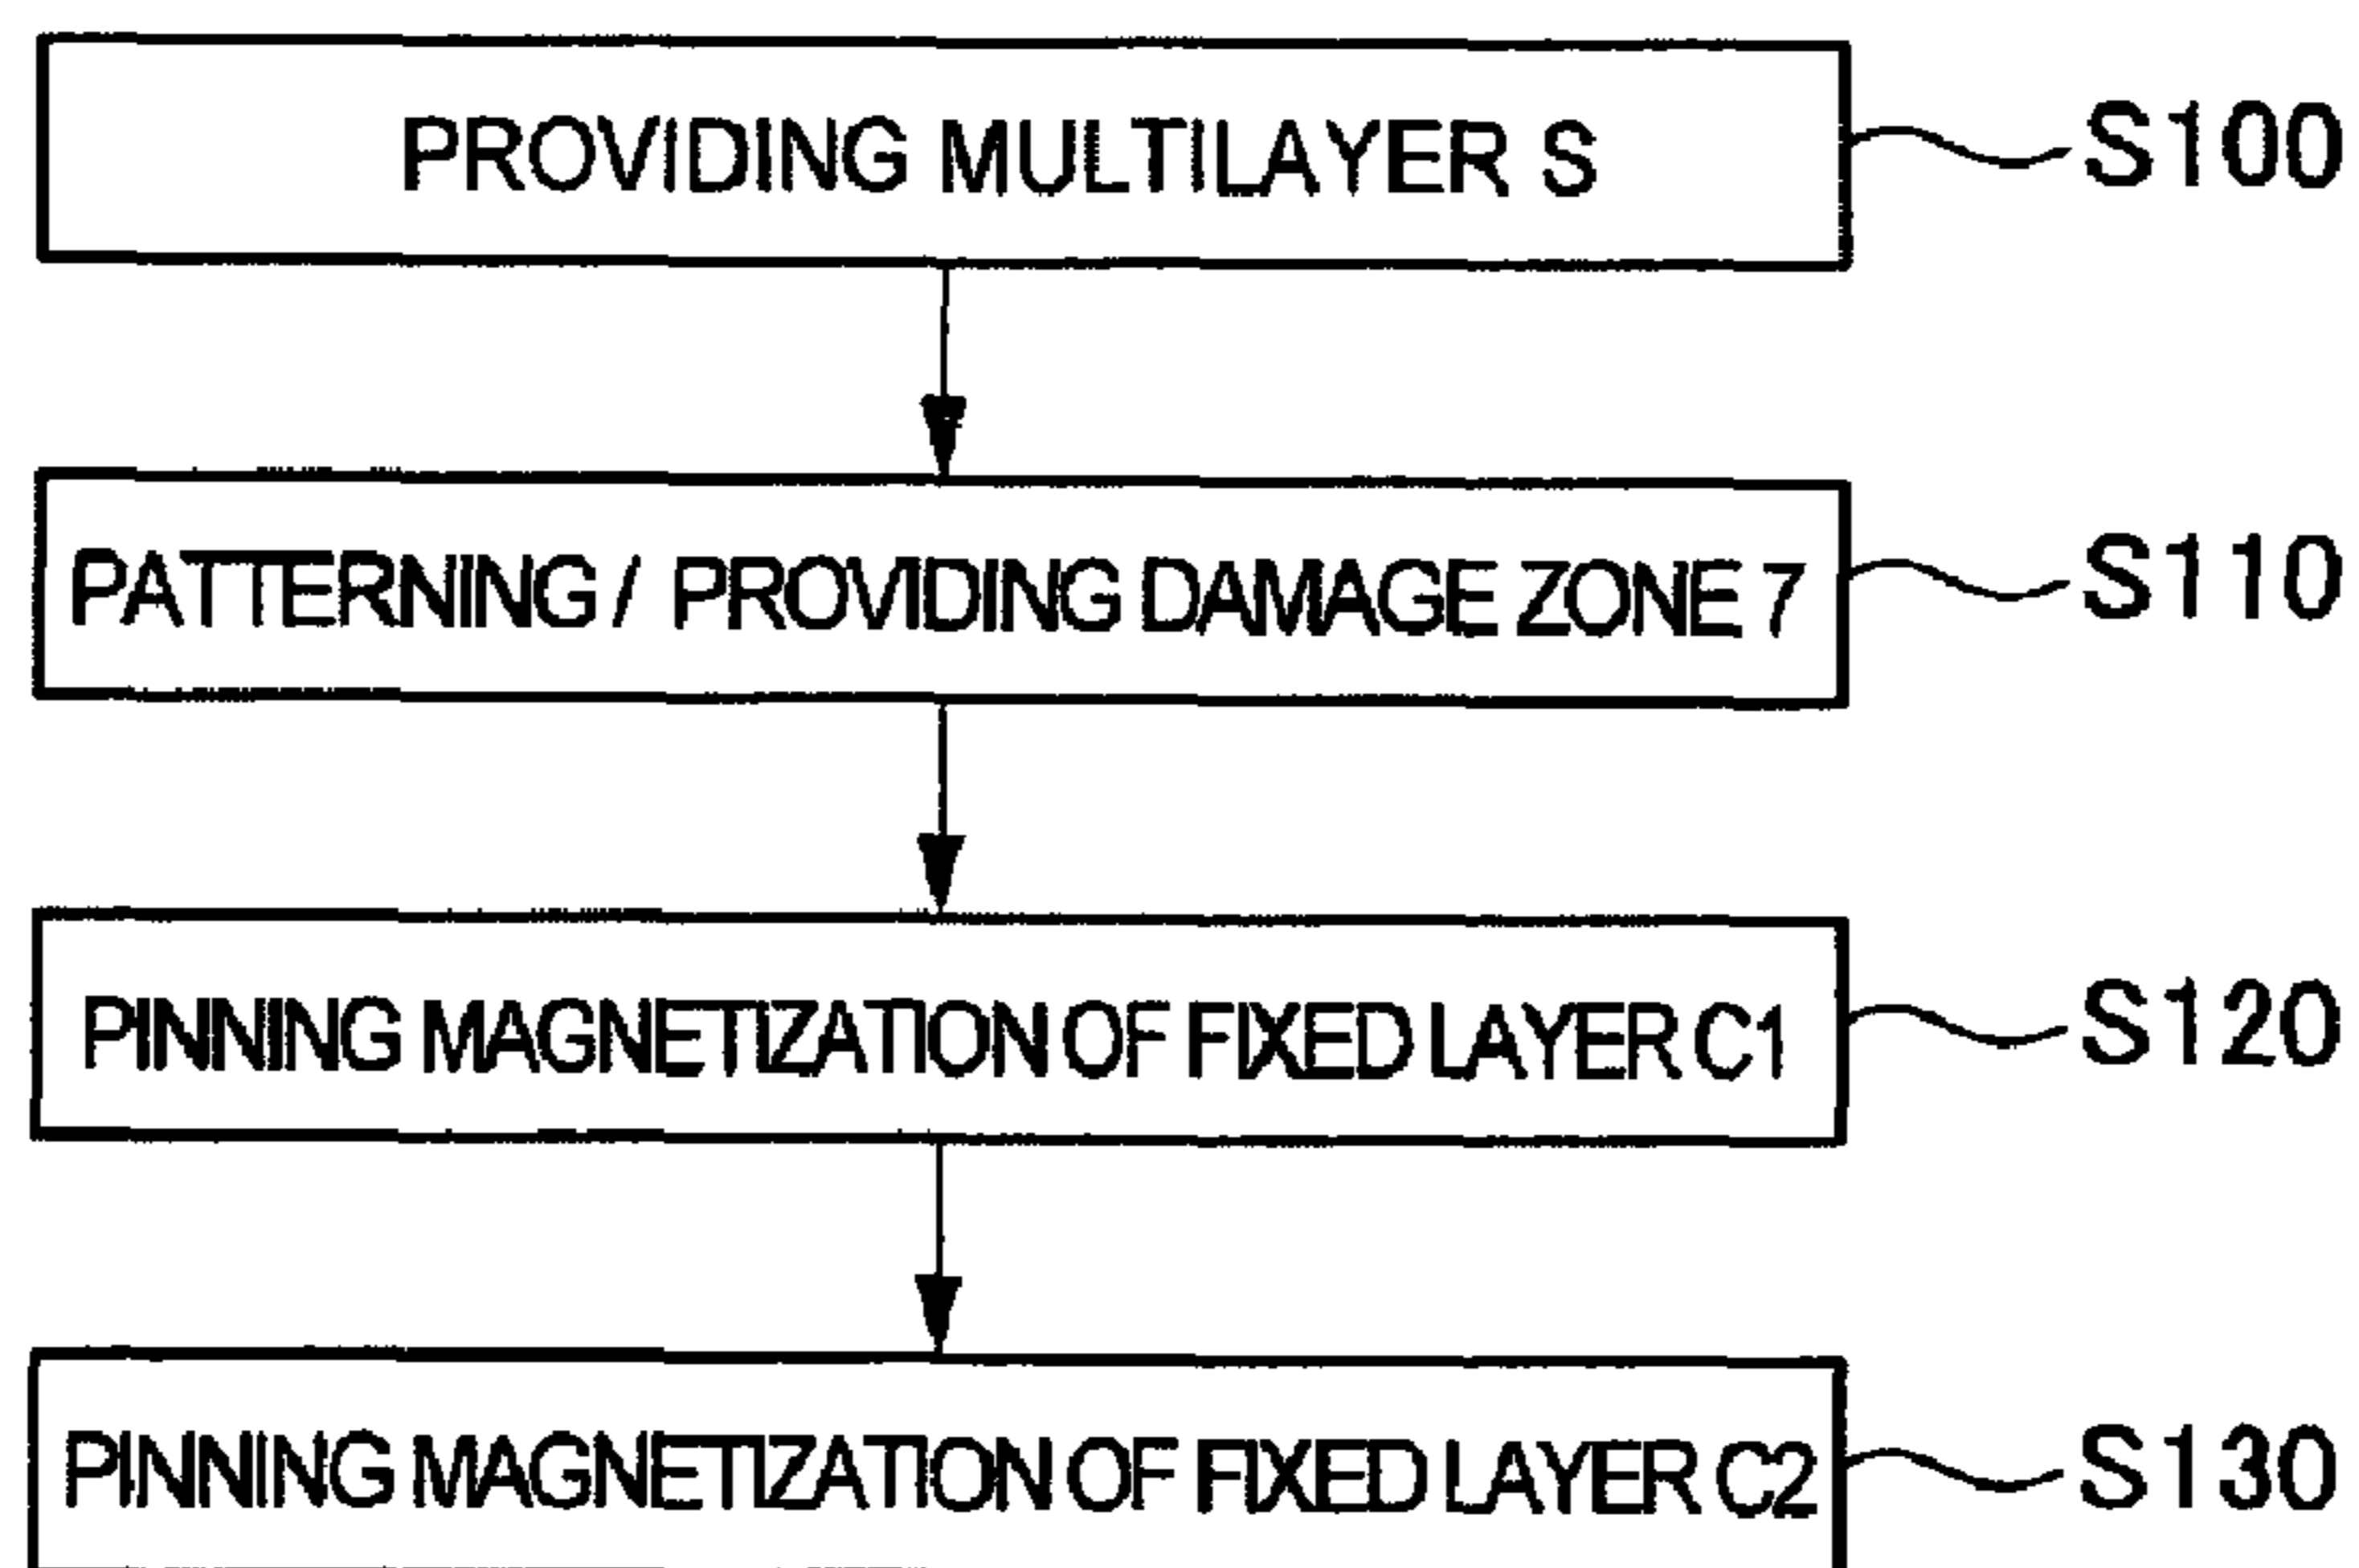 PROVIDING MULTILAYER S S100
PATTERNING / PROVIDING DAMAGE ZONE 7 S110
PINNING MAGNETIZATION OF FIXED LAYER C1 S120
PINNING MAGNETIZATION OF FIXED LAYER C2 S130